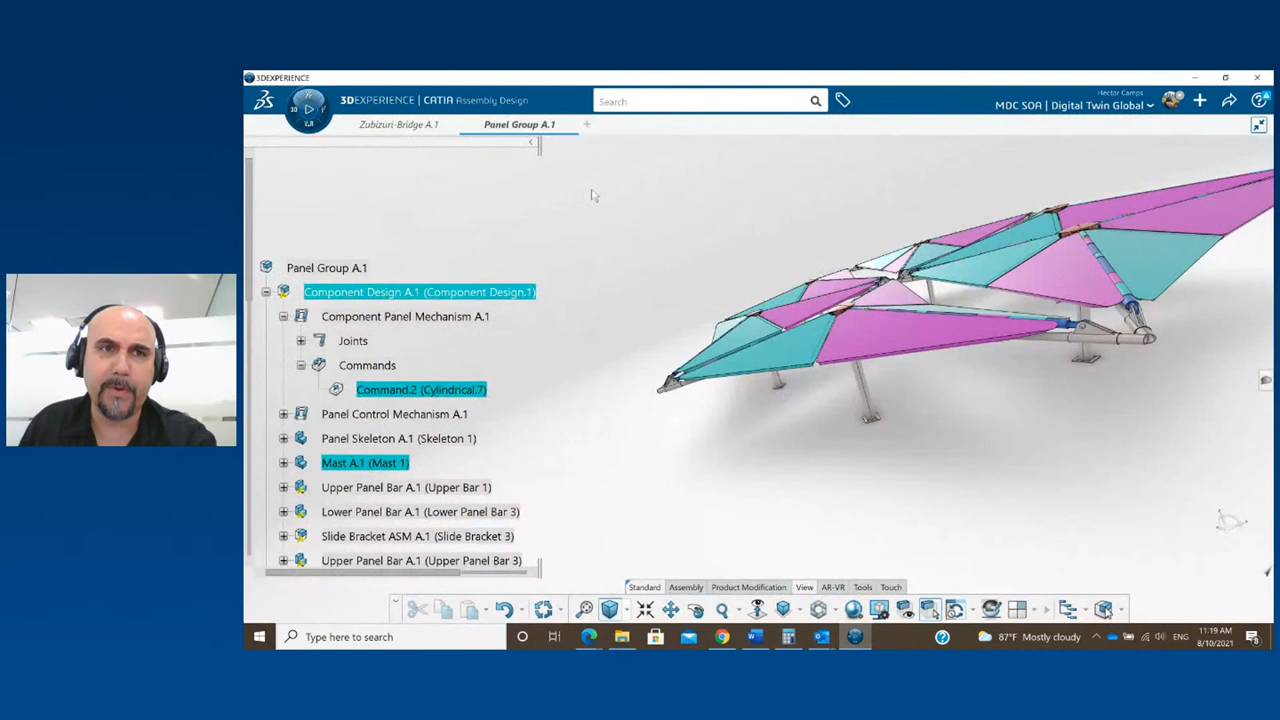 3DEXPERIENCE
3DEXPERIENCE | CATIA Assembly Design
Search
Hector Camps
MDC SOA | Digital Twin Global
3D
V.R
Zubizuri-Bridge A.1
Panel Group A.1
+
Panel Group A.1
Component Design A.1 (Component Design.1)
Component Panel Mechanism A.1
Joints
Commands
Command.2 (Cylindrical.7)
Panel Control Mechanism A.1
Panel Skeleton A.1 (Skeleton 1)
Mast A.1 (Mast 1)
Upper Panel Bar A.1 (Upper Bar 1)
Lower Panel Bar A.1 (Lower Panel Bar 3)
Slide Bracket ASM A.1 (Slide Bracket 3)
Upper Panel Bar A.1 (Upper Panel Bar 3)
Standard Assembly Product Modification View AR-VR Tools Touch
Type here to search
87°F Mostly cloudy
ENG
11:19 AM
8/10/2021